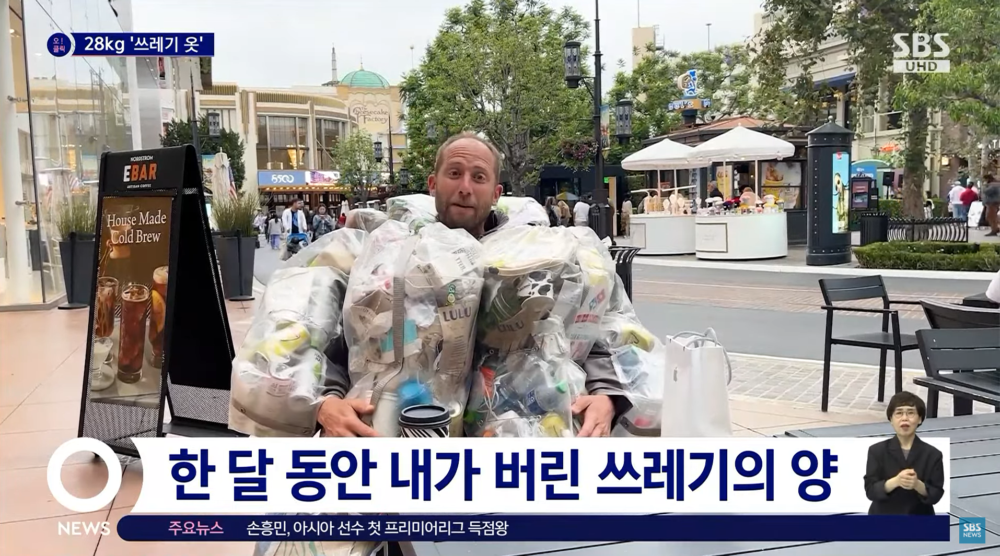 오!
클릭
28kg '쓰레기 옷'
SBS
UHD
The
Cheesecake
Factory
NORDSTROM
EBAR
ARTISAN COFFEE
House Made
Cold Brew
LULU
LULU
한 달 동안 내가 버린 쓰레기의 양
NEWS
주요뉴스
손흥민, 아시아 선수 첫 프리미어리그 득점왕
SBS
NEWS